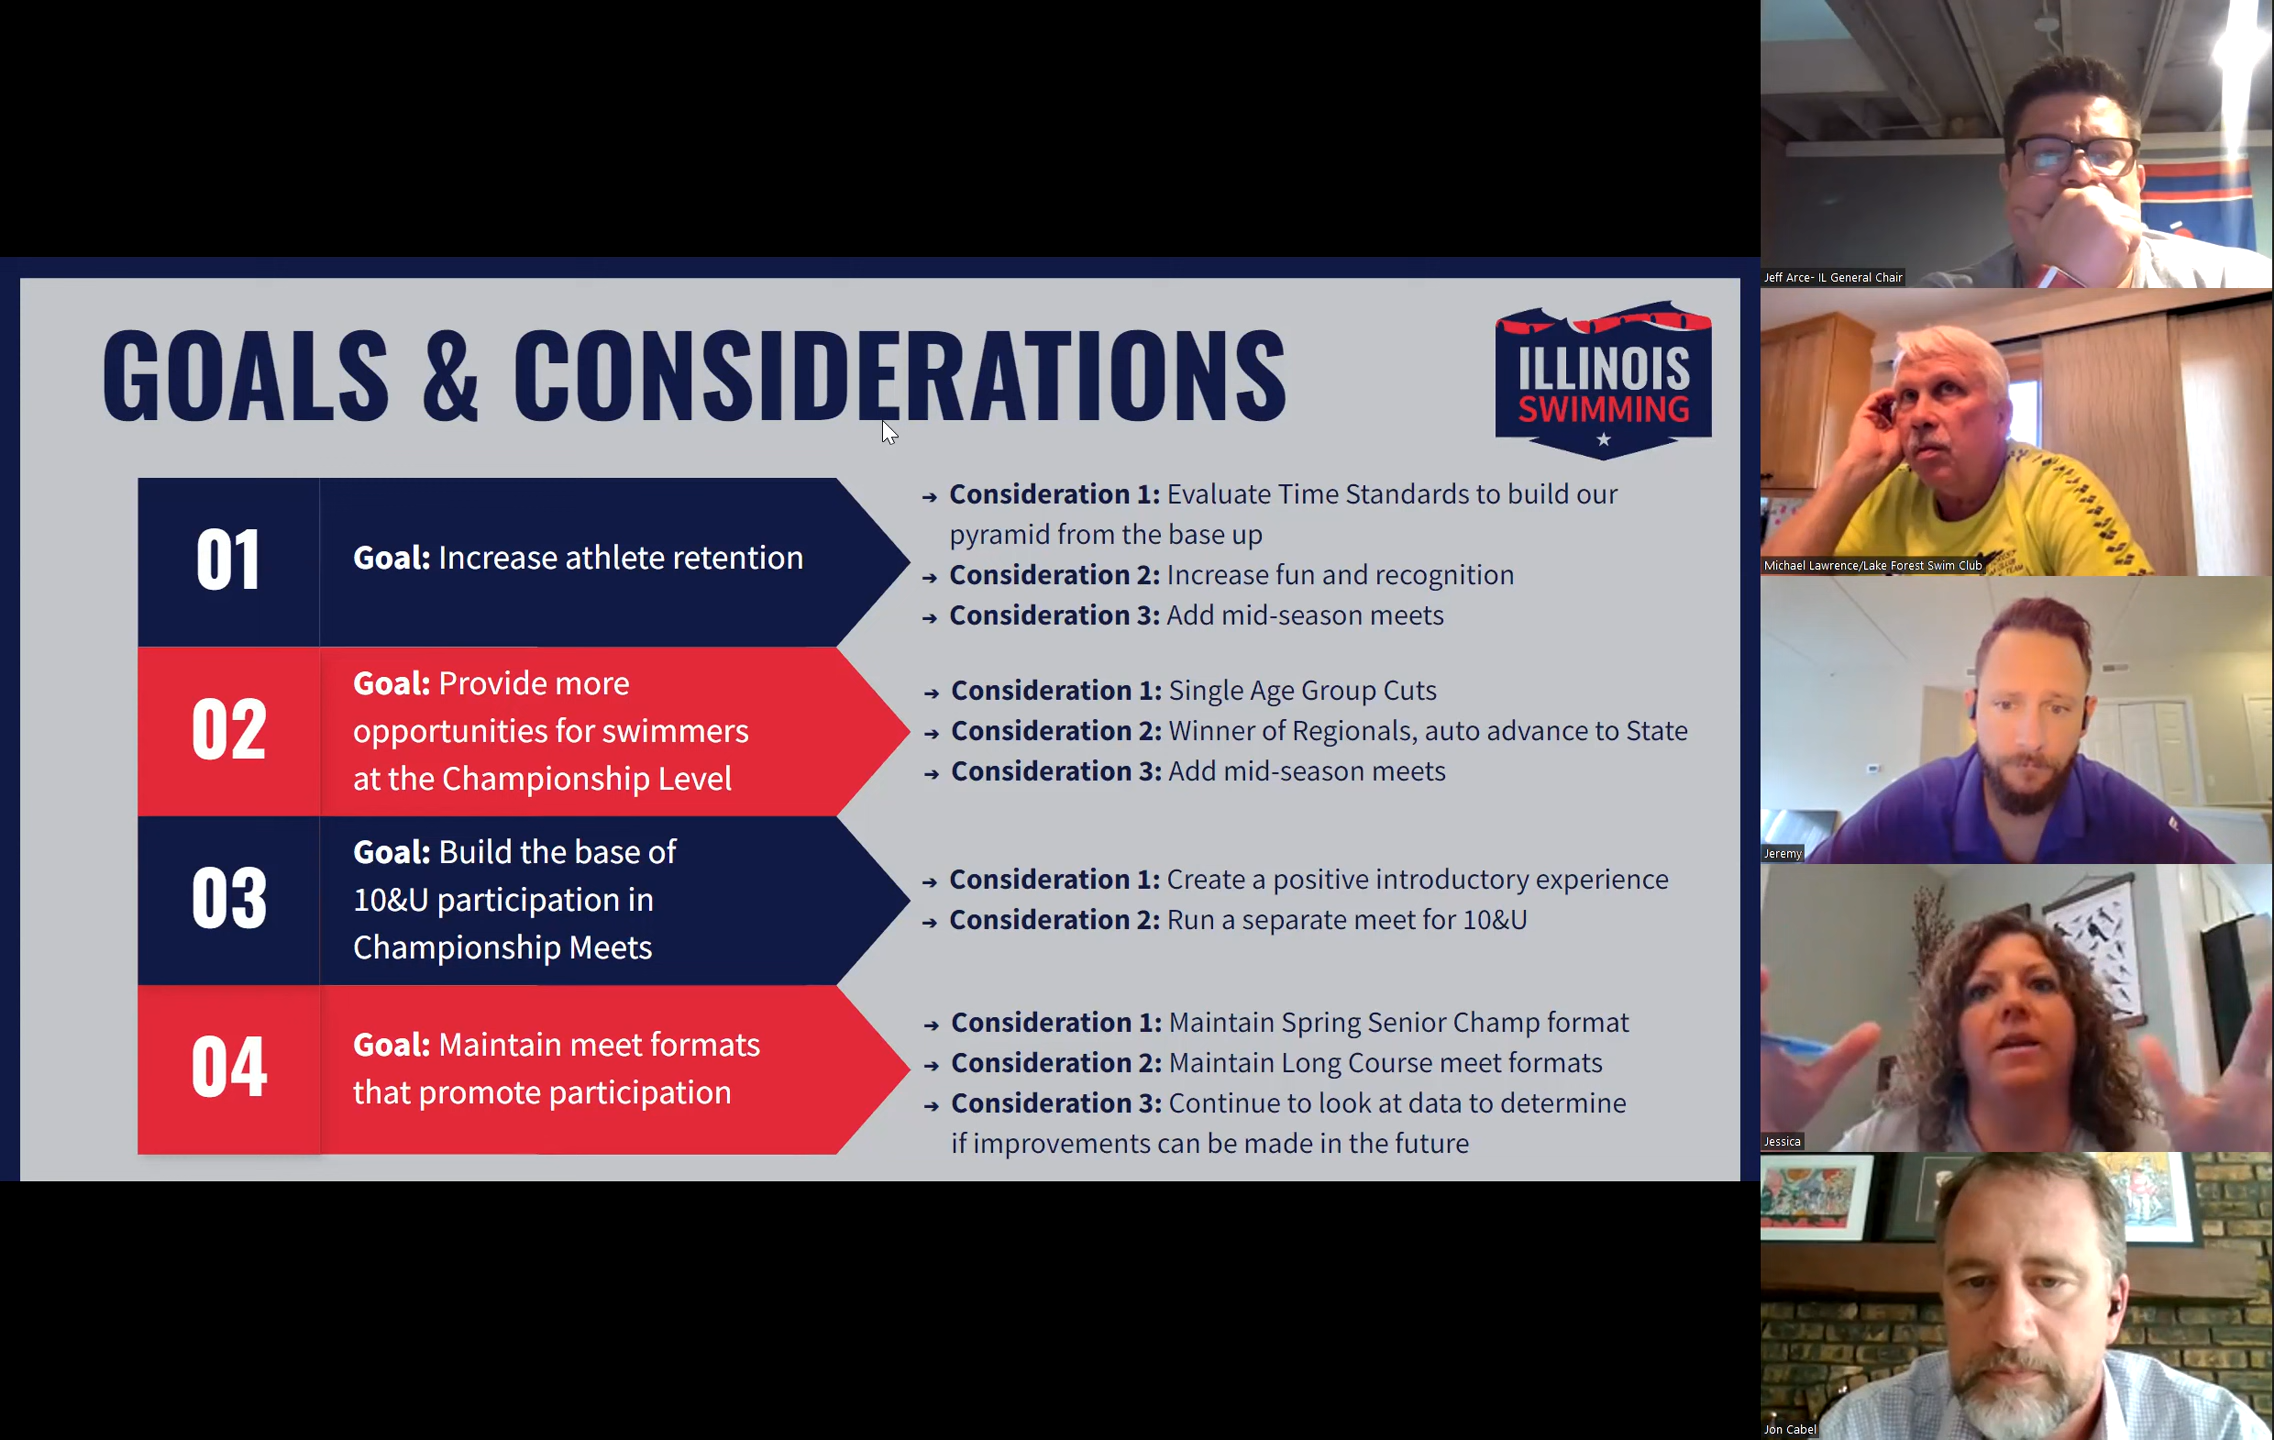 GOALS & CONSIDERATIONS
ILLINOIS
SWIMMING
01
Goal: Increase athlete retention
➔ Consideration 1: Evaluate Time Standards to build our
pyramid from the base up
➔ Consideration 2: Increase fun and recognition
➔ Consideration 3: Add mid-season meets
02
Goal: Provide more
opportunities for swimmers
at the Championship Level
➔ Consideration 1: Single Age Group Cuts
➔ Consideration 2: Winner of Regionals, auto advance to State
➔ Consideration 3: Add mid-season meets
03
Goal: Build the base of
10&U participation in
Championship Meets
➔ Consideration 1: Create a positive introductory experience
➔ Consideration 2: Run a separate meet for 10&U
04
Goal: Maintain meet formats
that promote participation
➔ Consideration 1: Maintain Spring Senior Champ format
➔ Consideration 2: Maintain Long Course meet formats
➔ Consideration 3: Continue to look at data to determine
if improvements can be made in the future
Jeff Arce- IL General Chair
Michael Lawrence/Lake Forest Swim Club
Jeremy
Jessica
Jon Cabel